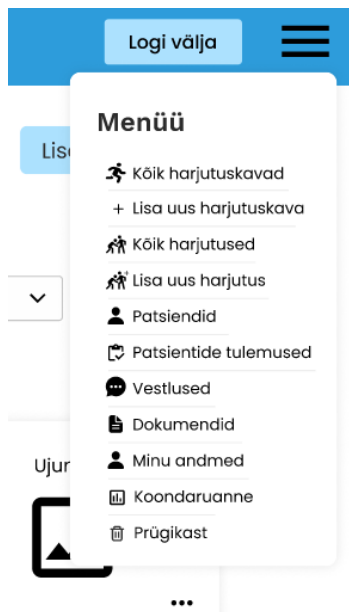 Logi välja
Menüü
Kõik harjutuskavad
+ Lisa uus harjutuskava
Kõik harjutused
Lisa uus harjutus
Patsiendid
Patsientide tulemused
Vestlused
Dokumendid
Minu andmed
Koondaruanne
Prügikast